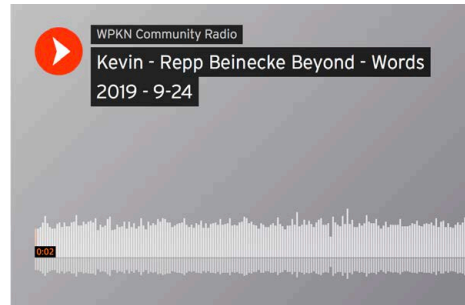 WPKN Community Radio
Kevin - Repp Beinecke Beyond - Words
2019 - 9-24
0:02